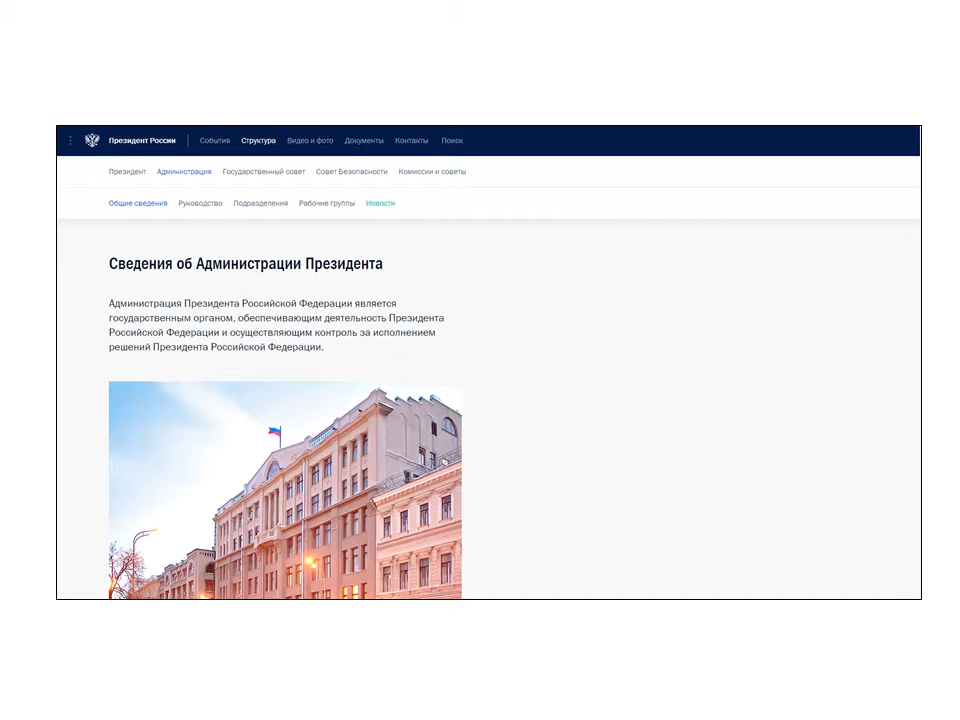 Президент России События Структура Видео и фото Документы Контакты Поиск
Президент Администрация Государственный совет Совет Безопасности Комиссии и советы
Общие сведения Руководство Подразделения Рабочие группы Новости
Сведения об Администрации Президента
Администрация Президента Российской Федерации является
государственным органом, обеспечивающим деятельность Президента
Российской Федерации и осуществляющим контроль за исполнением
решений Президента Российской Федерации.